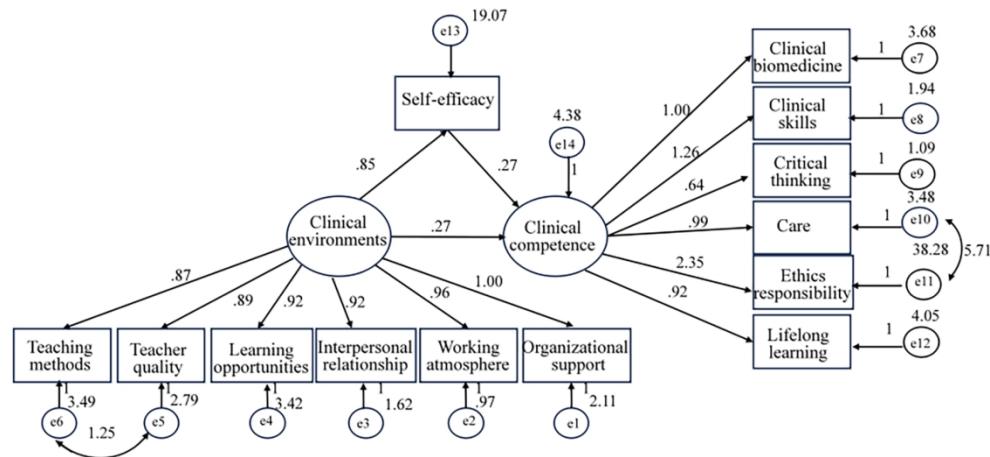 19.07
e13
Self-efficacy
.85
.27
4.38
e14
1
Clinical
environments
.27
Clinical
competence
1.00
1.26
.64
.99
2.35
.92
Clinical
biomedicine
1
3.68
e7
Clinical
skills
1
1.94
e8
Critical
thinking
1
1.09
e9
Care
1
3.48
e10
5.71
Ethics
responsibility
1
38.28
e11
Lifelong
learning
1
4.05
e12
.87
.89
.92
.92
.96
1.00
Teaching
methods
Teacher
quality
Learning
opportunities
Interpersonal
relationship
Working
atmosphere
Organizational
support
1
3.49
1
2.79
1
3.42
1
1.62
1
.97
1
2.11
e6
e5
e4
e3
e2
e1
1.25